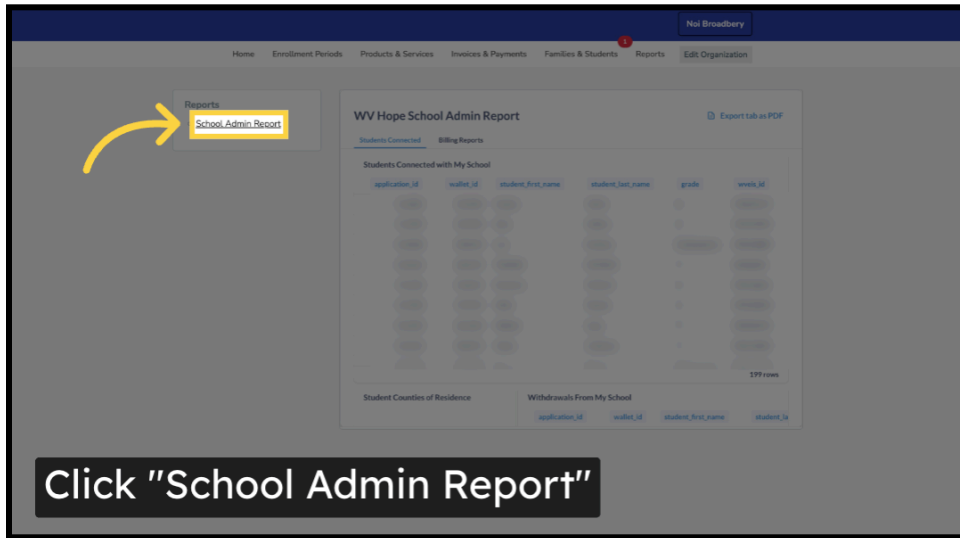 Noi Broadbery
1
Home Enrollment Periods Products & Services Invoices & Payments Families & Students Reports Edit Organization
Reports
School Admin Report
WV Hope School Admin Report
Export tab as PDF
Students Connected Billing Reports
Students Connected with My School
application_id wallet_id student_first_name student_last_name grade wveis_id
199 rows
Student Counties of Residence
Withdrawals From My School
application_id wallet_id student_first_name student_la
Click "School Admin Report"